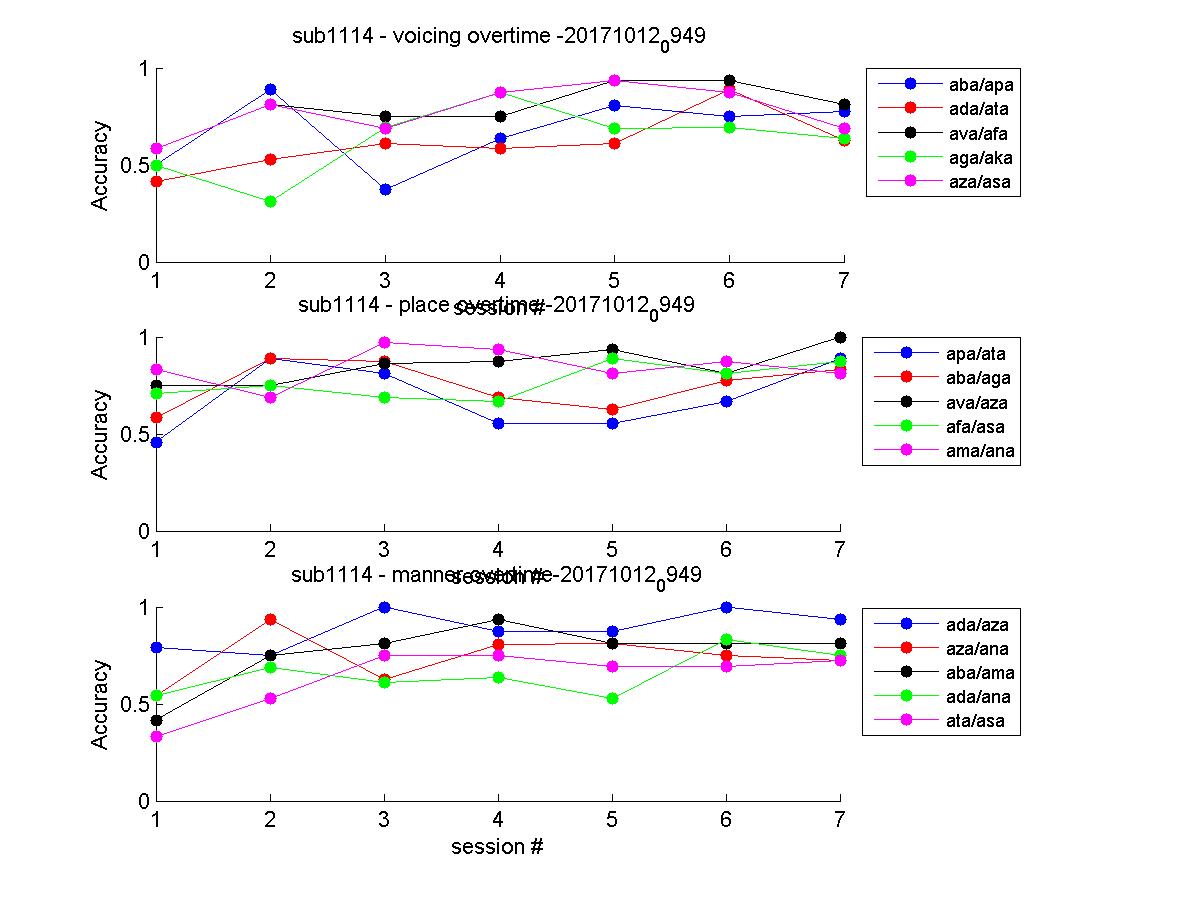 sub1114 - voicing overtime -20171012_0949
1
0.5
0
Accuracy
1 2 3 4 5 6 7
session #
aba/apa
ada/ata
ava/afa
aga/aka
aza/asa
sub1114 - place overtime -20171012_0949
1
0.5
0
Accuracy
1 2 3 4 5 6 7
session #
apa/ata
aba/aga
ava/aza
afa/asa
ama/ana
sub1114 - manner overtime -20171012_0949
1
0.5
0
Accuracy
1 2 3 4 5 6 7
session #
ada/aza
aza/ana
aba/ama
ada/ana
ata/asa